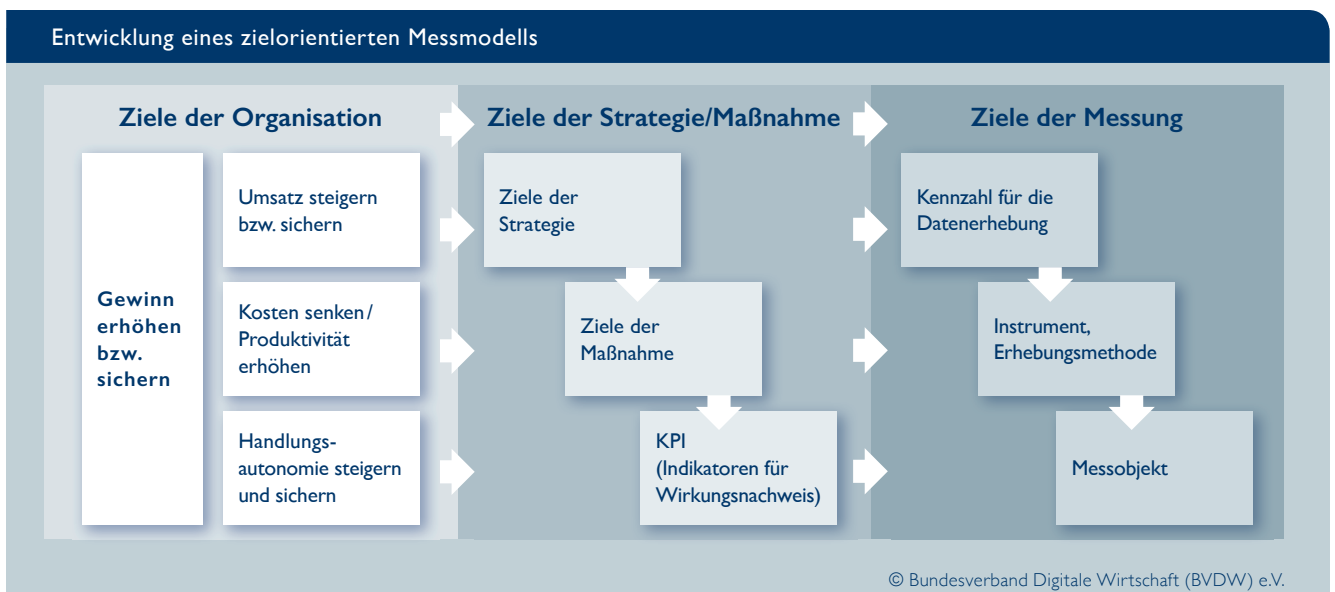 Entwicklung eines zielorientierten Messmodells
Ziele der Organisation
Gewinn
erhöhen
bzw.
sichern
Umsatz steigern
bzw. sichern
Kosten senken/
Produktivität
erhöhen
Handlungs-
autonomie steigern
und sichern
Ziele der Strategie/Maßnahme
Ziele der
Strategie
Ziele der
Maßnahme
KPI
(Indikatoren für
Wirkungsnachweis)
Ziele der Messung
Kennzahl für die
Datenerhebung
Instrument,
Erhebungsmethode
Messobjekt
© Bundesverband Digitale Wirtschaft (BVDW) e.V.